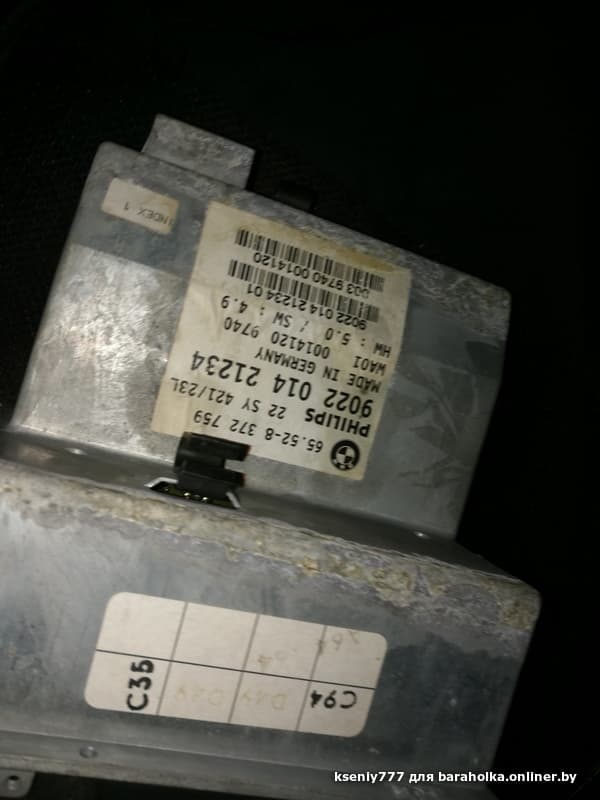 65.52-8 372 759
PHILIPS 22 SY 421/23L
9022 014 21234
MADE IN GERMANY
WA01 0014120 9740
HW : 5.0 / SW : 4.9
9022 014 21234 01
003 9740 0014120
INDEX 1
C35
C94
kseniy777 для baraholka.onliner.by